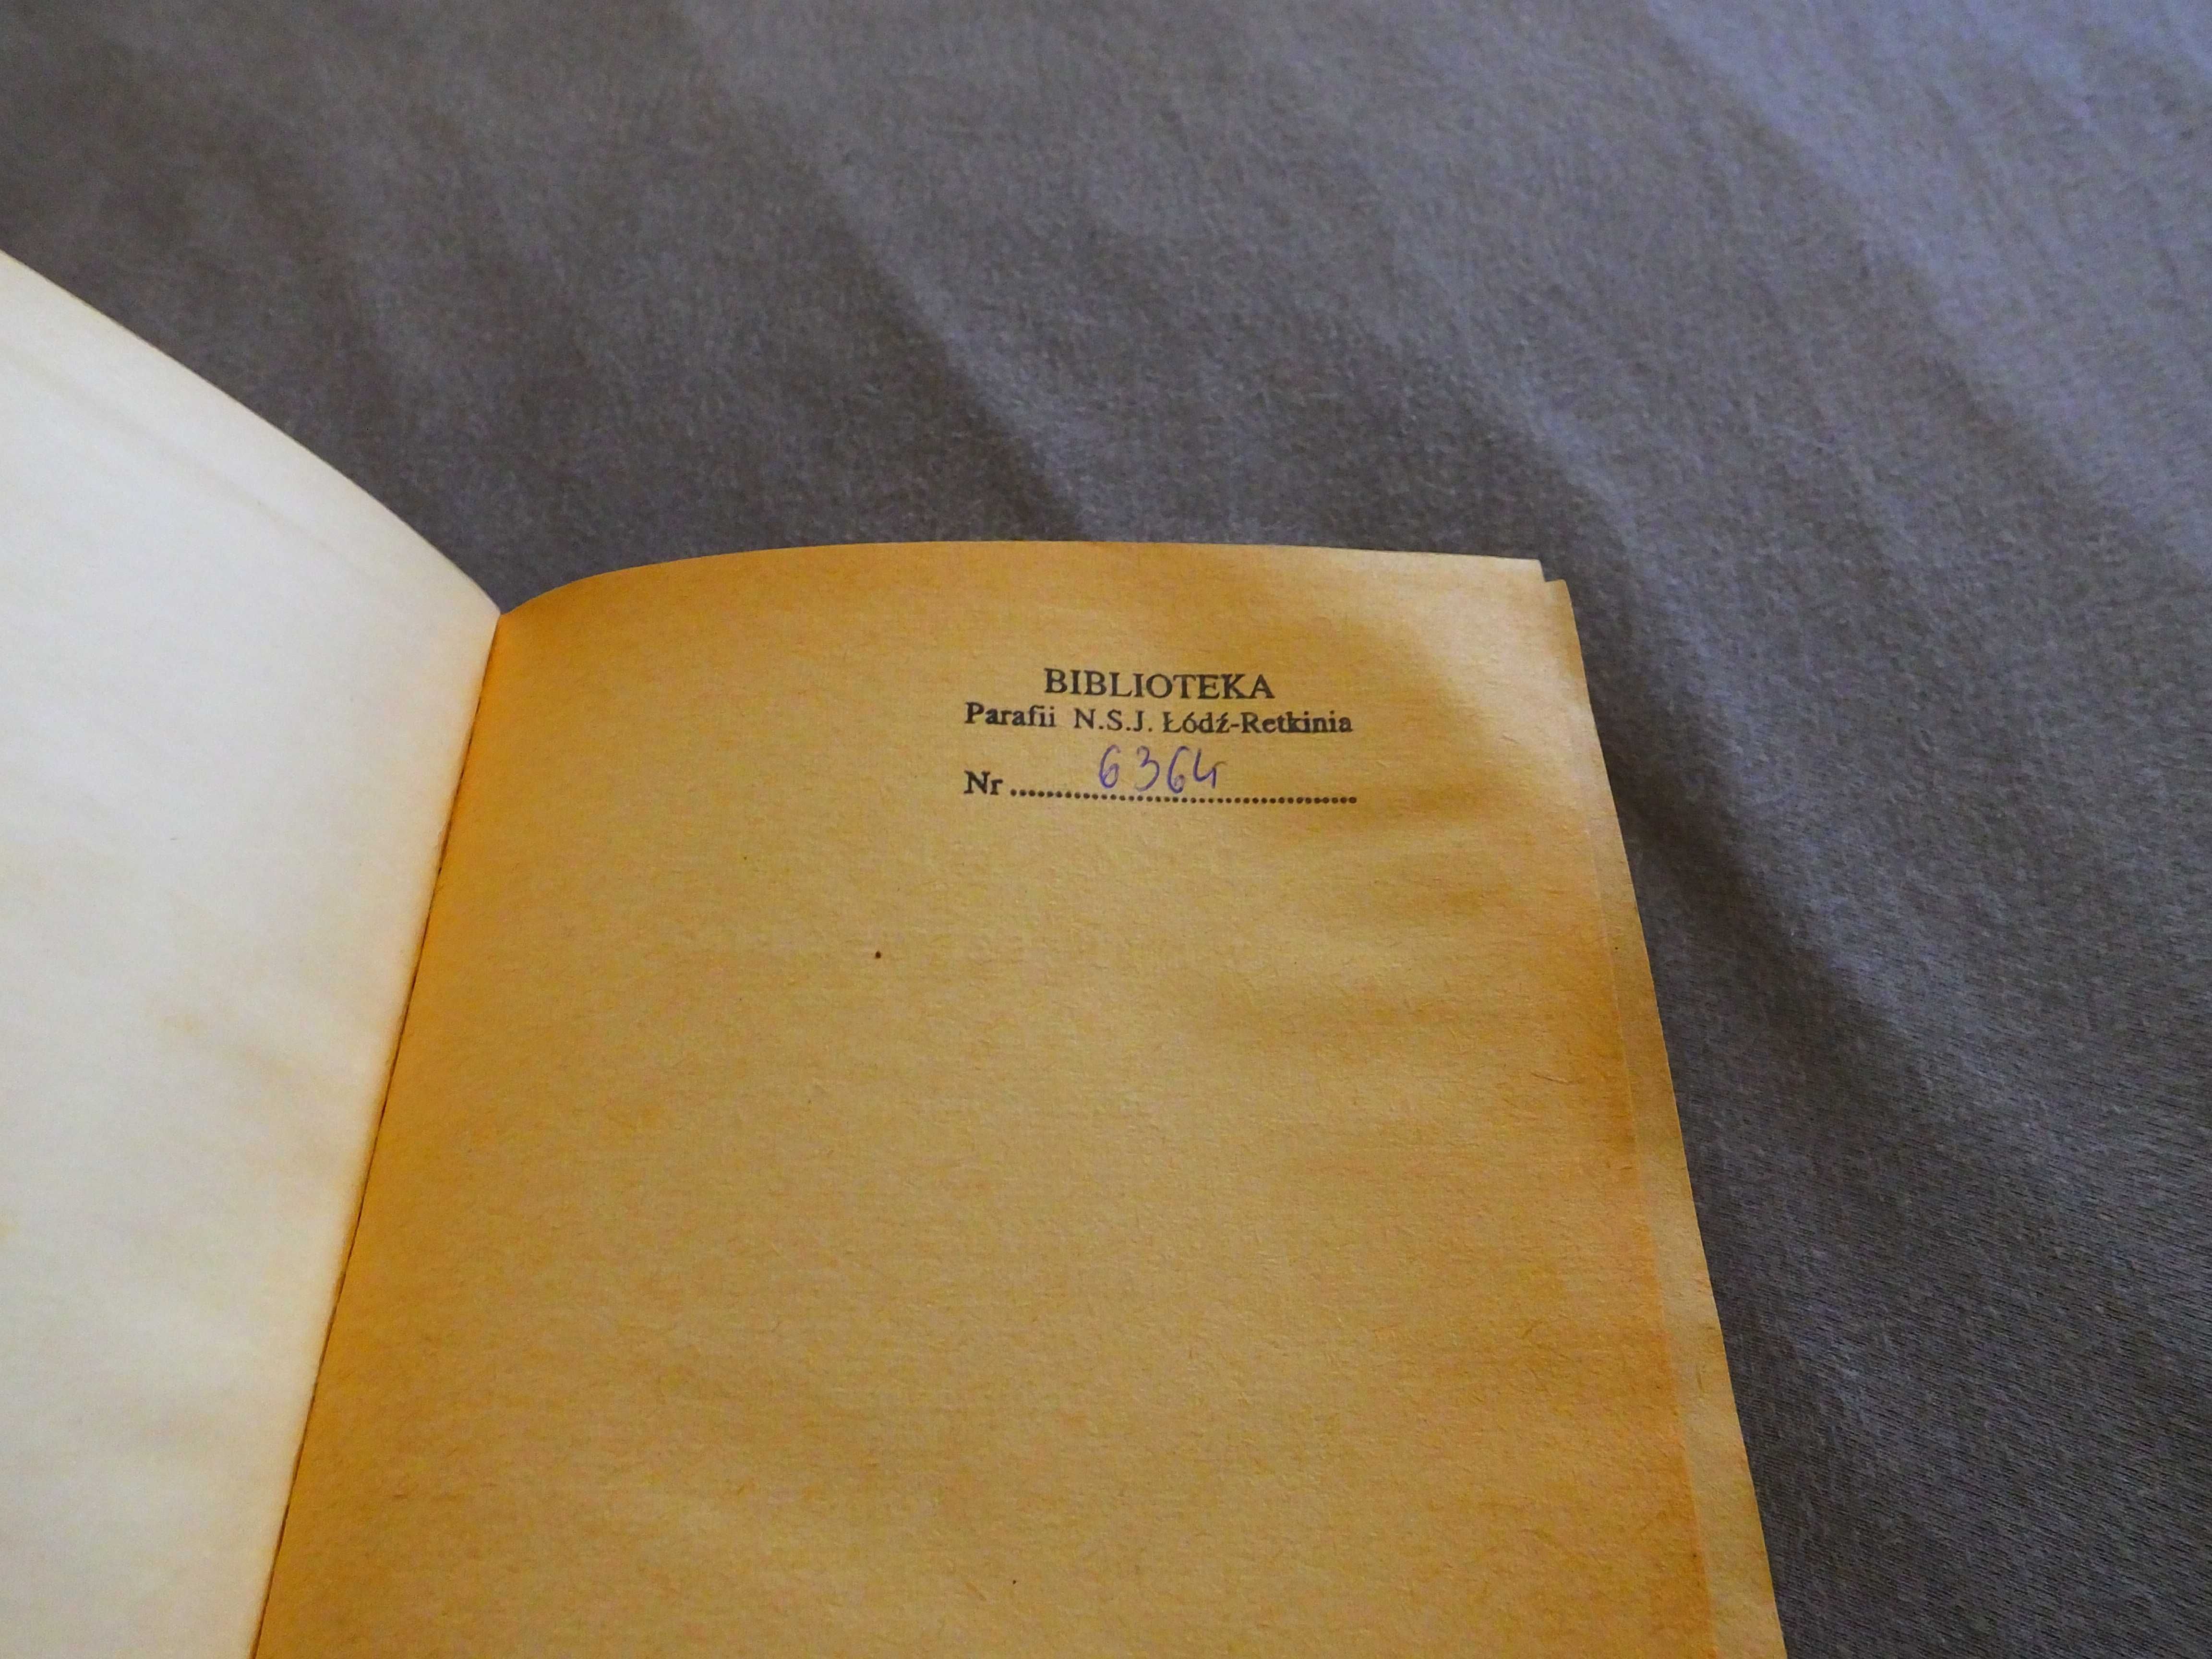 BIBLIOTEKA
Parafii N.S.J. Łódź-Retkinia
Nr ........6364........